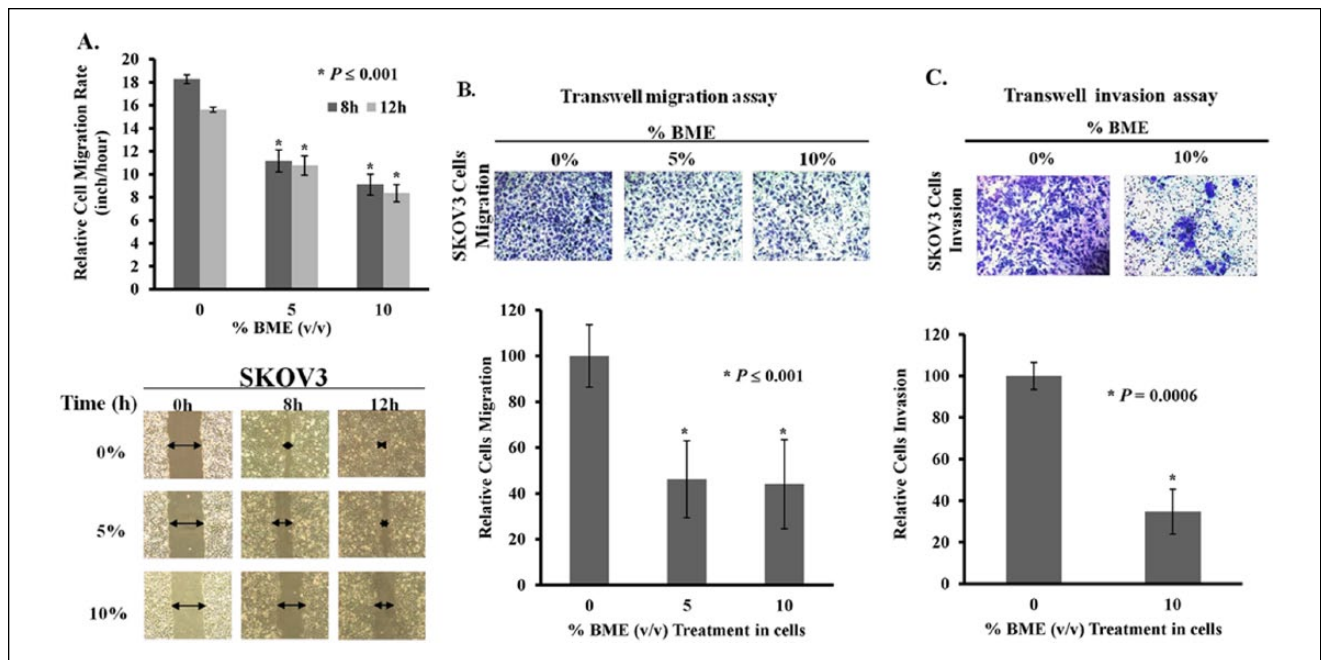 A.
20
18
16
14
12
10
8
6
4
2
0
Relative Cell Migration Rate
(inch/hour)
* P ≤ 0.001
8h 12h
* * * *
0 5 10
% BME (v/v)
SKOV3
Time (h) 0h 8h 12h
0%
5%
10%
B.
Transwell migration assay
% BME
0% 5% 10%
SKOV3 Cells
Migration
120
100
80
60
40
20
0
Relative Cells Migration
* P ≤ 0.001
* *
0 5 10
% BME (v/v) Treatment in cells
C.
Transwell invasion assay
% BME
0% 10%
SKOV3 Cells
Invasion
120
100
80
60
40
20
0
Relative Cells Invasion
* P = 0.0006
*
0 10
% BME (v/v) Treatment in cells